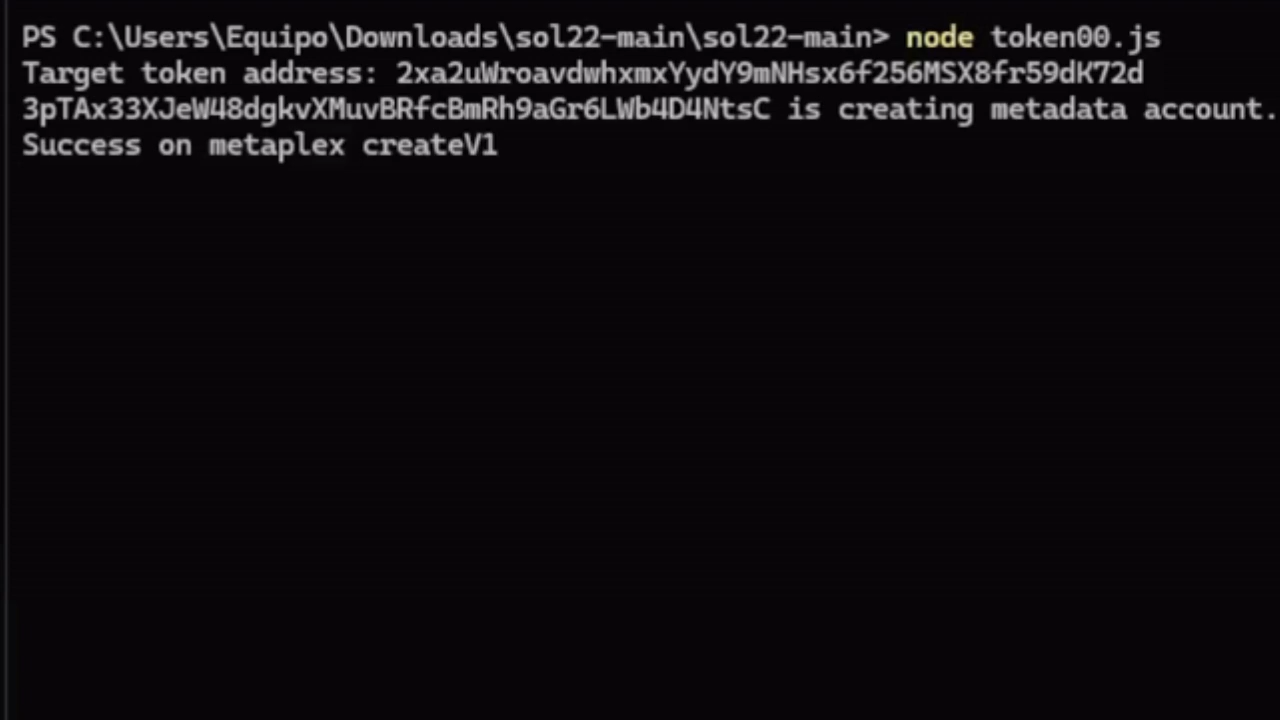 PS C:\Users\Equipo\Downloads\sol22-main\sol22-main> node token00.js
Target token address: 2xa2uWroavdwhxmxYydY9mNHsx6f256MSX8fr59dK72d
3pTAx33XJeW48dgkvXMuvBRfcBmRh9aGr6LWb4D4NtsC is creating metadata account.
Success on metaplex createV1